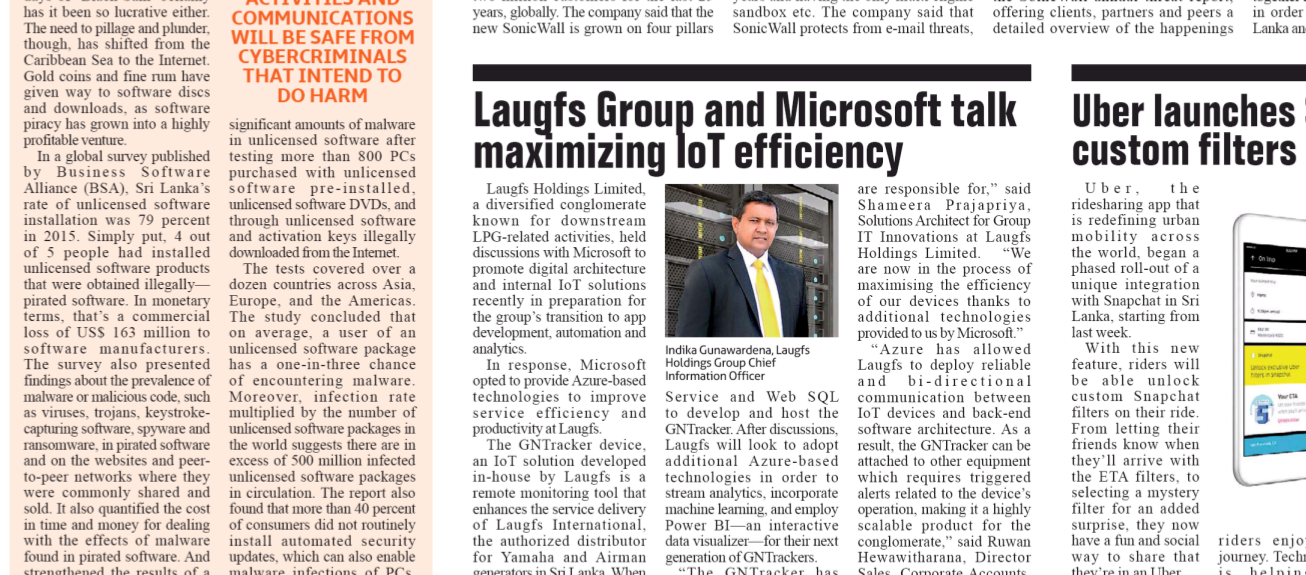 has it been so lucrative either.
The need to pillage and plunder,
though, has shifted from the
Caribbean Sea to the Internet.
Gold coins and fine rum have
given way to software discs
and downloads, as software
piracy has grown into a highly
profitable venture.
In a global survey published
by Business Software
Alliance (BSA), Sri Lanka’s
rate of unlicensed software
installation was 79 percent
in 2015. Simply put, 4 out
of 5 people had installed
unlicensed software products
that were obtained illegally—
pirated software. In monetary
terms, that’s a commercial
loss of US$ 163 million to
software manufacturers.
The survey also presented
findings about the prevalence of
malware or malicious code, such
as viruses, trojans, keystroke-
capturing software, spyware and
ransomware, in pirated software
and on the websites and peer-
to-peer networks where they
were commonly shared and
sold. It also quantified the cost
in time and money for dealing
with the effects of malware
found in pirated software. And
strengthened the results of a
ACTIVITIES AND
COMMUNICATIONS
WILL BE SAFE FROM
CYBERCRIMINALS
THAT INTEND TO
DO HARM
significant amounts of malware
in unlicensed software after
testing more than 800 PCs
purchased with unlicensed
software pre-installed,
unlicensed software DVDs, and
through unlicensed software
and activation keys illegally
downloaded from the Internet.
The tests covered over a
dozen countries across Asia,
Europe, and the Americas.
The study concluded that
on average, a user of an
unlicensed software package
has a one-in-three chance
of encountering malware.
Moreover, infection rate
multiplied by the number of
unlicensed software packages in
the world suggests there are in
excess of 500 million infected
unlicensed software packages
in circulation. The report also
found that more than 40 percent
of consumers did not routinely
install automated security
updates, which can also enable
malware infections of PCs.
years, globally. The company said that the
new SonicWall is grown on four pillars
sandbox etc. The company said that
SonicWall protects from e-mail threats,
offering clients, partners and peers a
detailed overview of the happenings
in order
Lanka and
Laugfs Group and Microsoft talk
maximizing IoT efficiency
Laugfs Holdings Limited,
a diversified conglomerate
known for downstream
LPG-related activities, held
discussions with Microsoft to
promote digital architecture
and internal IoT solutions
recently in preparation for
the group’s transition to app
development, automation and
analytics.
In response, Microsoft
opted to provide Azure-based
technologies to improve
service efficiency and
productivity at Laugfs.
The GNTracker device,
an IoT solution developed
in-house by Laugfs is a
remote monitoring tool that
enhances the service delivery
of Laugfs International,
the authorized distributor
for Yamaha and Airman
generators in Sri Lanka. When
Indika Gunawardena, Laugfs
Holdings Group Chief
Information Officer
Service and Web SQL
to develop and host the
GNTracker. After discussions,
Laugfs will look to adopt
additional Azure-based
technologies in order to
stream analytics, incorporate
machine learning, and employ
Power BI—an interactive
data visualizer—for their next
generation of GNTrackers.
“The GNTracker has
are responsible for,” said
Shameera Prajapriya,
Solutions Architect for Group
IT Innovations at Laugfs
Holdings Limited. “We
are now in the process of
maximising the efficiency
of our devices thanks to
additional technologies
provided to us by Microsoft.”
“Azure has allowed
Laugfs to deploy reliable
and bi-directional
communication between
IoT devices and back-end
software architecture. As a
result, the GNTracker can be
attached to other equipment
which requires triggered
alerts related to the device’s
operation, making it a highly
scalable product for the
conglomerate,” said Ruwan
Hewawitharana, Director
Sales, Corporate Accounts,
Uber launches
custom filters
Uber, the
ridesharing app that
is redefining urban
mobility across
the world, began a
phased roll-out of a
unique integration
with Snapchat in Sri
Lanka, starting from
last week.
With this new
feature, riders will
be able unlock
custom Snapchat
filters on their ride.
From letting their
friends know when
they’ll arrive with
the ETA filters, to
selecting a mystery
filter for an added
surprise, they now
have a fun and social
way to share that
they’re in an Uber.
On Trip
Home
Your ETA
riders enjoy
journey. Techn
is helping